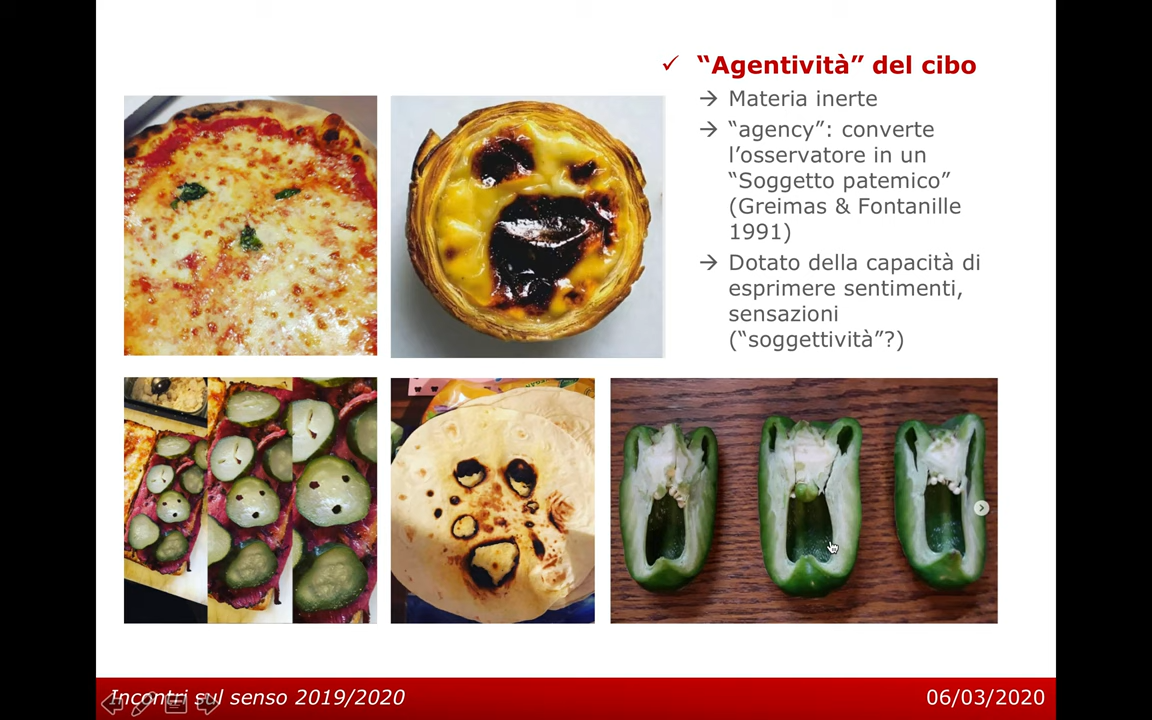 ✓ “Agentività” del cibo
→ Materia inerte
→ “agency”: converte
l’osservatore in un
“Soggetto patemico”
(Greimas & Fontanille
1991)
→ Dotato della capacità di
esprimere sentimenti,
sensazioni
(“soggettività”?)
Incontri sul senso 2019/2020
06/03/2020